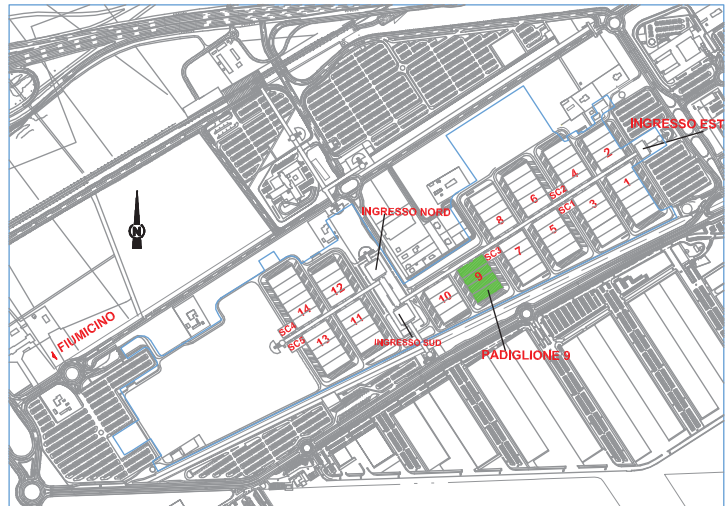 INGRESSO EST
2
4
1
6
SC2
SC1
3
INGRESSO NORD
8
5
SC3
7
9
12
10
14
11
SC4
13
SC5
INGRESSO SUD
FIUMICINO
PADIGLIONE 9
N